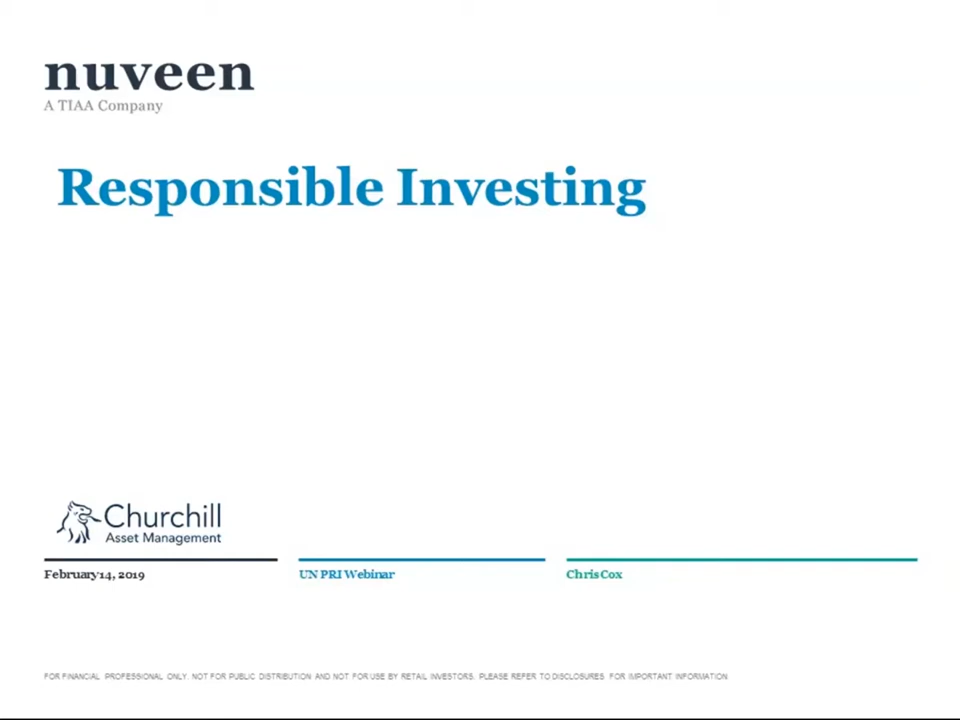 nuveen
A TIAA Company
Responsible Investing
Churchill
Asset Management
February 14, 2019
UN PRI Webinar
Chris Cox
FOR FINANCIAL PROFESSIONAL ONLY. NOT FOR PUBLIC DISTRIBUTION AND NOT FOR USE BY RETAIL INVESTORS. PLEASE REFER TO DISCLOSURES FOR IMPORTANT INFORMATION.